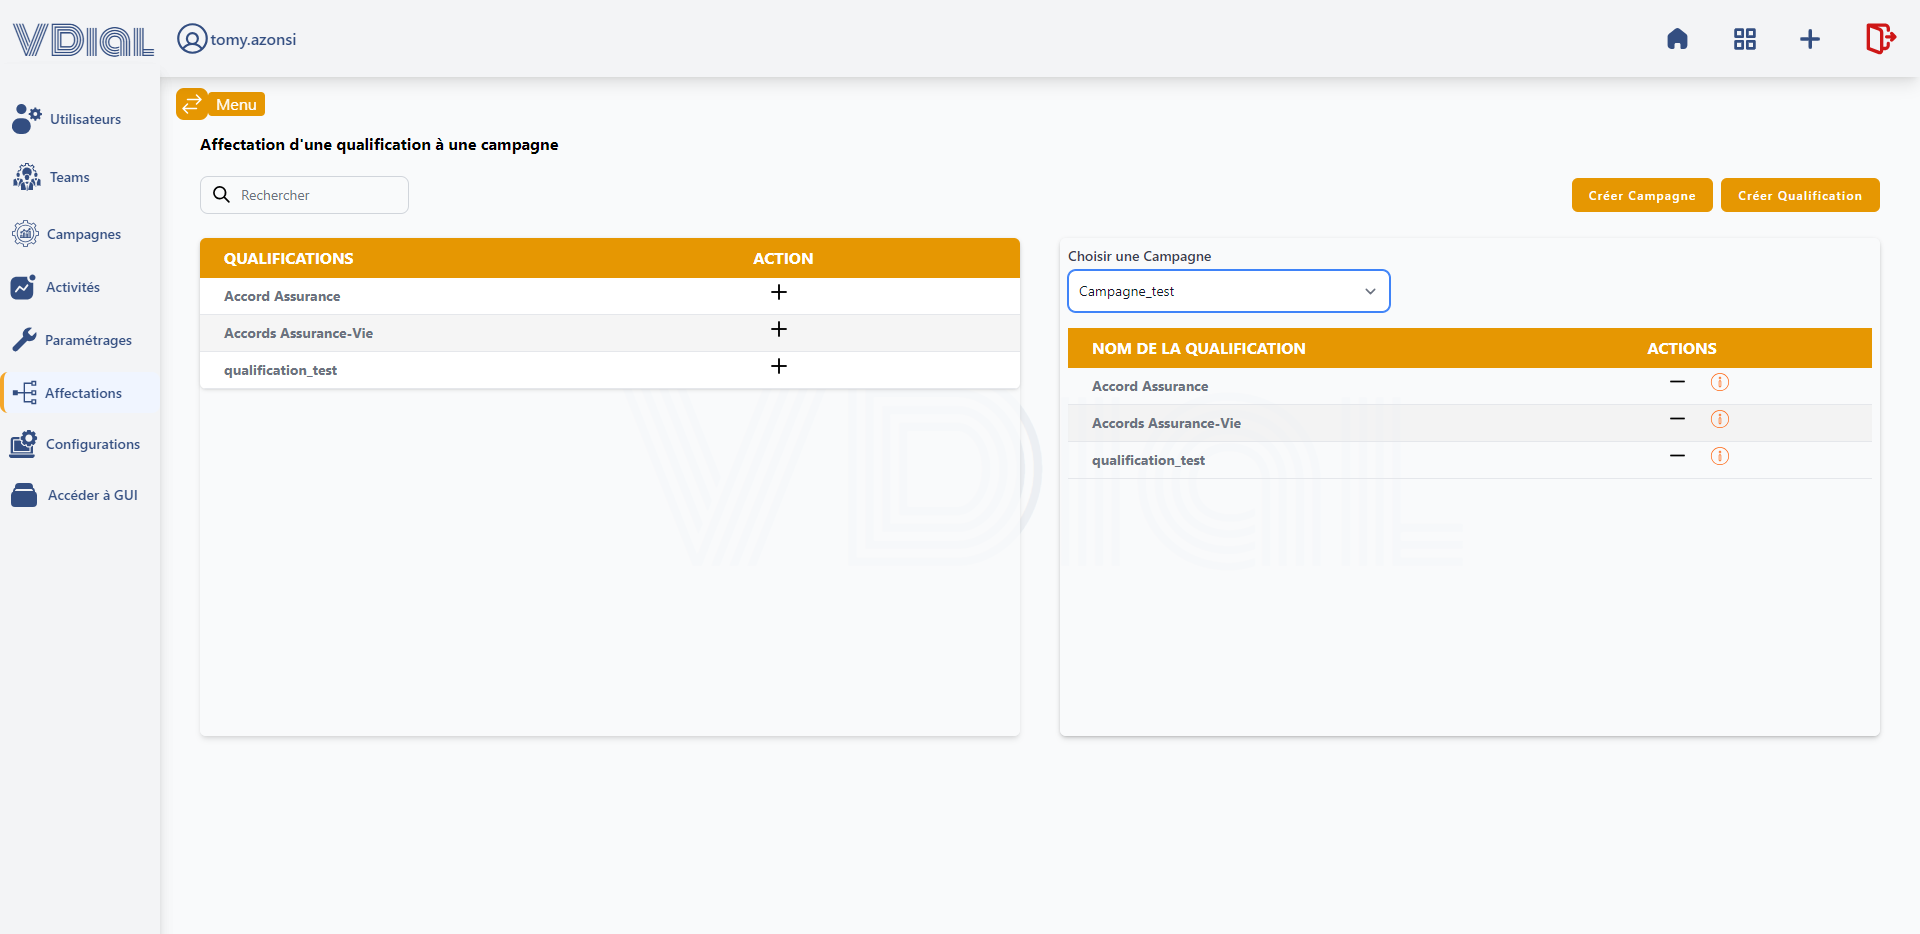 VDial
tomy.azonsi
Menu
Utilisateurs
Teams
Campagnes
Activités
Paramétrages
Affectations
Configurations
Accéder à GUI
Affectation d'une qualification à une campagne
Rechercher
Créer Campagne
Créer Qualification
QUALIFICATIONS ACTION
Accord Assurance
Accords Assurance-Vie
qualification_test
Choisir une Campagne
Campagne_test
NOM DE LA QUALIFICATION ACTIONS
Accord Assurance
Accords Assurance-Vie
qualification_test
VDial